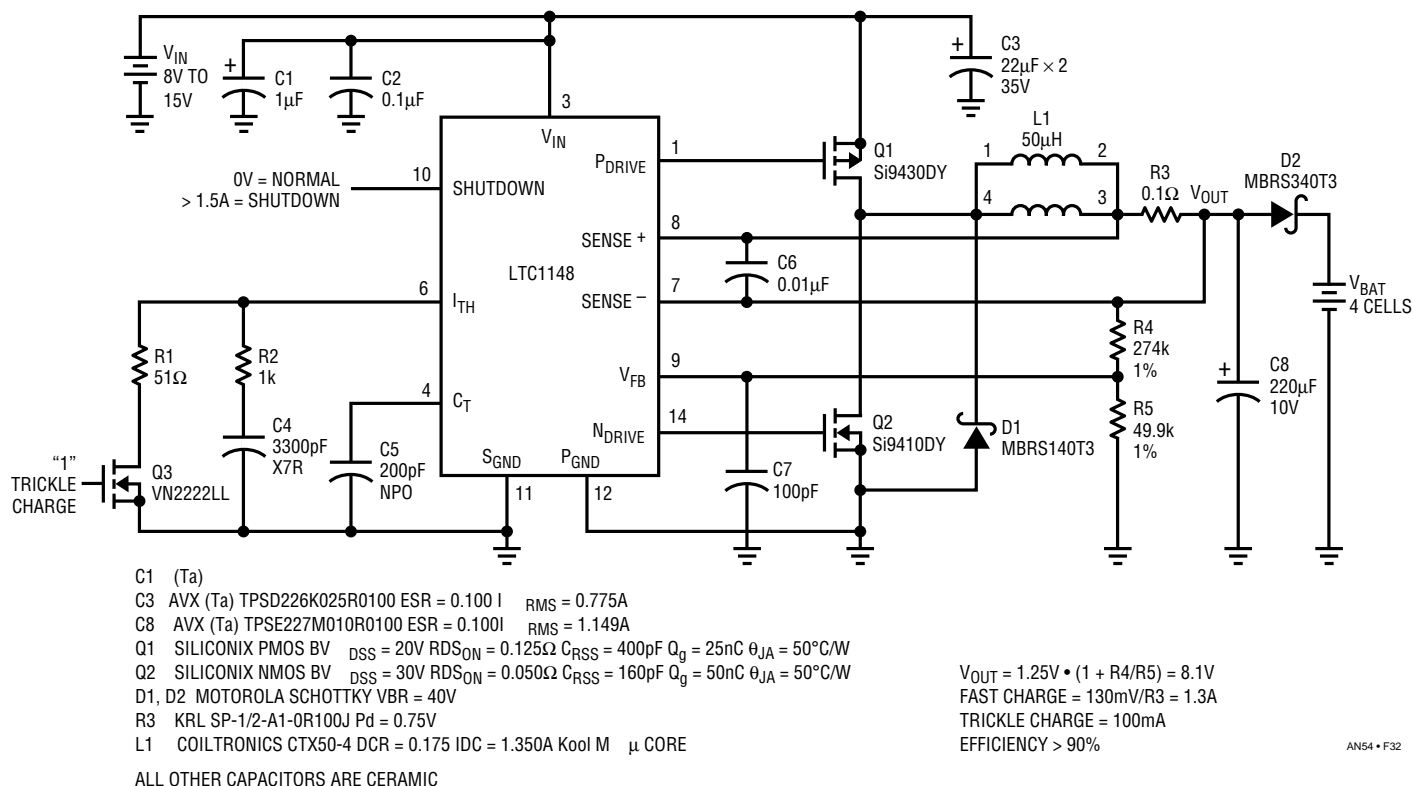 V_IN
8V TO
15V
+
C1
1µF
C2
0.1µF
+
C3
22µF × 2
35V
3
V_IN
0V = NORMAL
> 1.5A = SHUTDOWN
10
SHUTDOWN
P_DRIVE
1
Q1
Si9430DY
L1
50µH
1
2
4
3
R3
0.1Ω
V_OUT
D2
MBRS340T3
SENSE +
8
LTC1148
C6
0.01µF
SENSE –
7
6
I_TH
V_BAT
4 CELLS
R1
51Ω
R2
1k
R4
274k
1%
V_FB
9
+
C8
220µF
10V
4
C_T
R5
49.9k
1%
N_DRIVE
14
Q2
Si9410DY
D1
MBRS140T3
C4
3300pF
X7R
C5
200pF
NPO
S_GND
P_GND
11
12
C7
100pF
"1"
TRICKLE
CHARGE
Q3
VN2222LL
C1 (Ta)
C3 AVX (Ta) TPSD226K025R0100 ESR = 0.100 I RMS = 0.775A
C8 AVX (Ta) TPSE227M010R0100 ESR = 0.100I RMS = 1.149A
Q1 SILICONIX PMOS BV DSS = 20V RDS_ON = 0.125Ω C_RSS = 400pF Q_g = 25nC θ_JA = 50°C/W
Q2 SILICONIX NMOS BV DSS = 30V RDS_ON = 0.050Ω C_RSS = 160pF Q_g = 50nC θ_JA = 50°C/W
D1, D2 MOTOROLA SCHOTTKY VBR = 40V
R3 KRL SP-1/2-A1-0R100J Pd = 0.75V
L1 COILTRONICS CTX50-4 DCR = 0.175 IDC = 1.350A Kool M µ CORE
ALL OTHER CAPACITORS ARE CERAMIC
V_OUT = 1.25V • (1 + R4/R5) = 8.1V
FAST CHARGE = 130mV/R3 = 1.3A
TRICKLE CHARGE = 100mA
EFFICIENCY > 90%
AN54 • F32